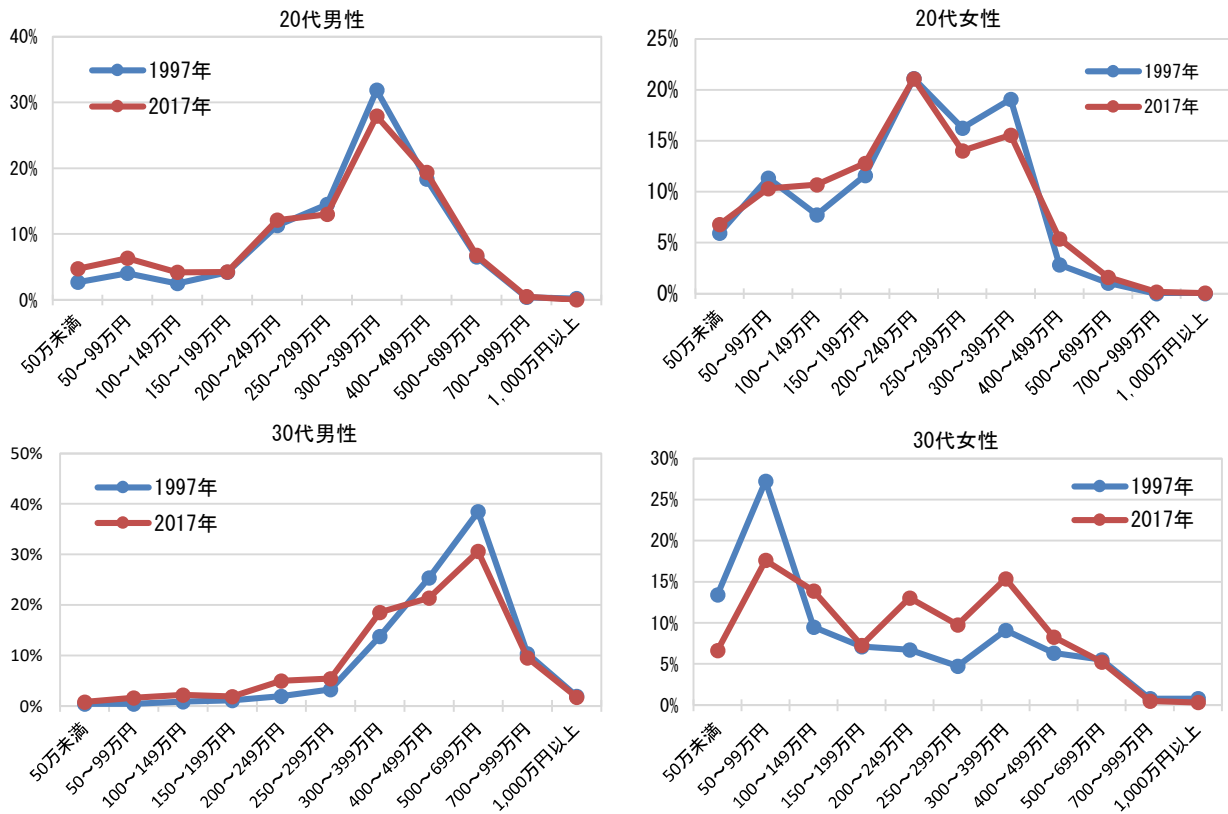 20代男性
40%
30%
20%
10%
0%
1997年
2017年
50万未満
50～99万円
100～149万円
150～199万円
200～249万円
250～299万円
300～399万円
400～499万円
500～699万円
700～999万円
1,000万円以上
20代女性
25%
20%
15%
10%
5%
0%
1997年
2017年
50万未満
50～99万円
100～149万円
150～199万円
200～249万円
250～299万円
300～399万円
400～499万円
500～699万円
700～999万円
1,000万円以上
30代男性
50%
40%
30%
20%
10%
0%
1997年
2017年
50万未満
50～99万円
100～149万円
150～199万円
200～249万円
250～299万円
300～399万円
400～499万円
500～699万円
700～999万円
1,000万円以上
30代女性
30%
25%
20%
15%
10%
5%
0%
1997年
2017年
50万未満
50～99万円
100～149万円
150～199万円
200～249万円
250～299万円
300～399万円
400～499万円
500～699万円
700～999万円
1,000万円以上